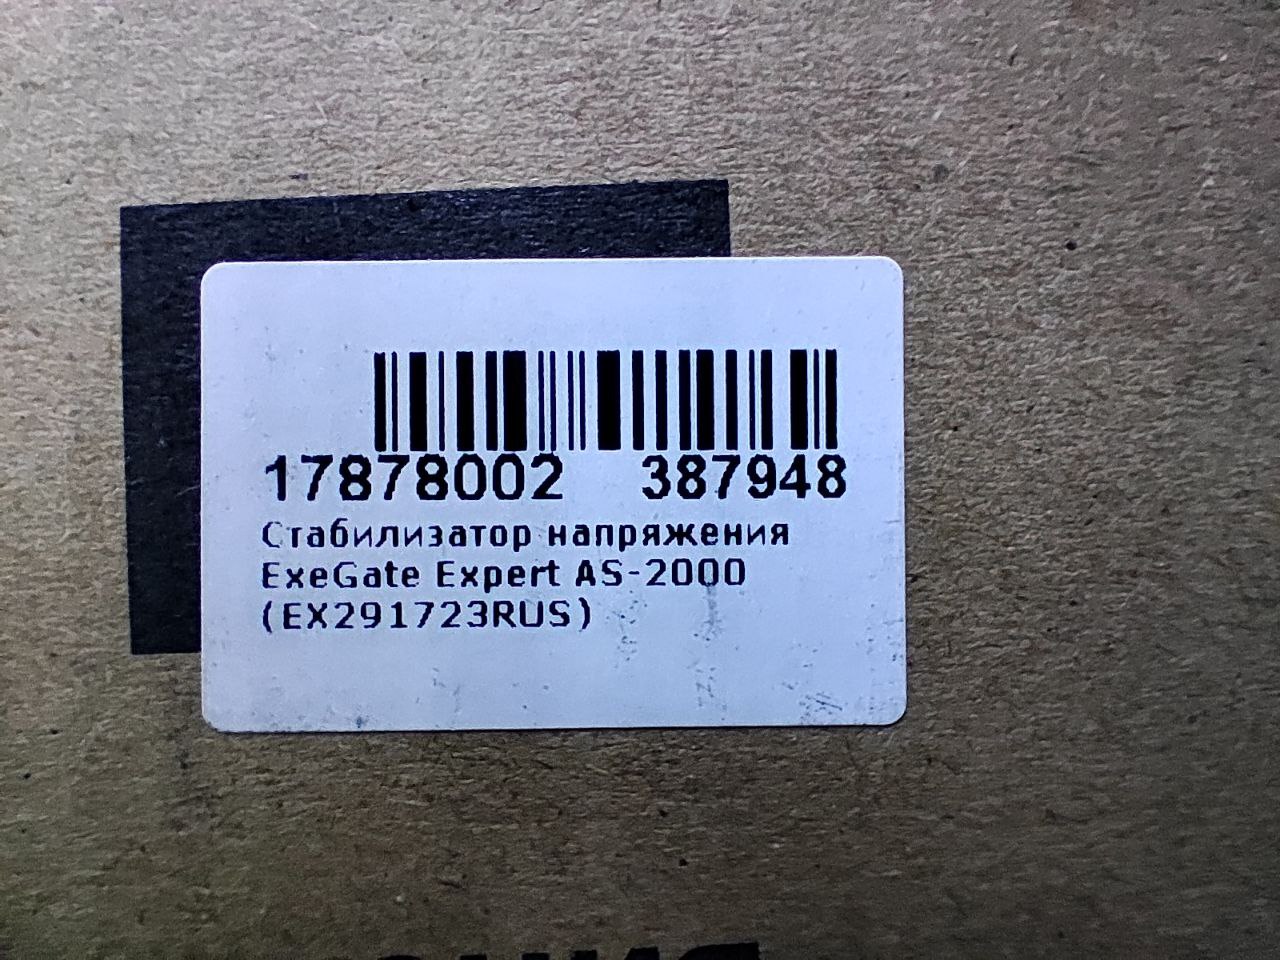 17878002 387948
Стабилизатор напряжения
ExeGate Expert AS-2000
(EX291723RUS)